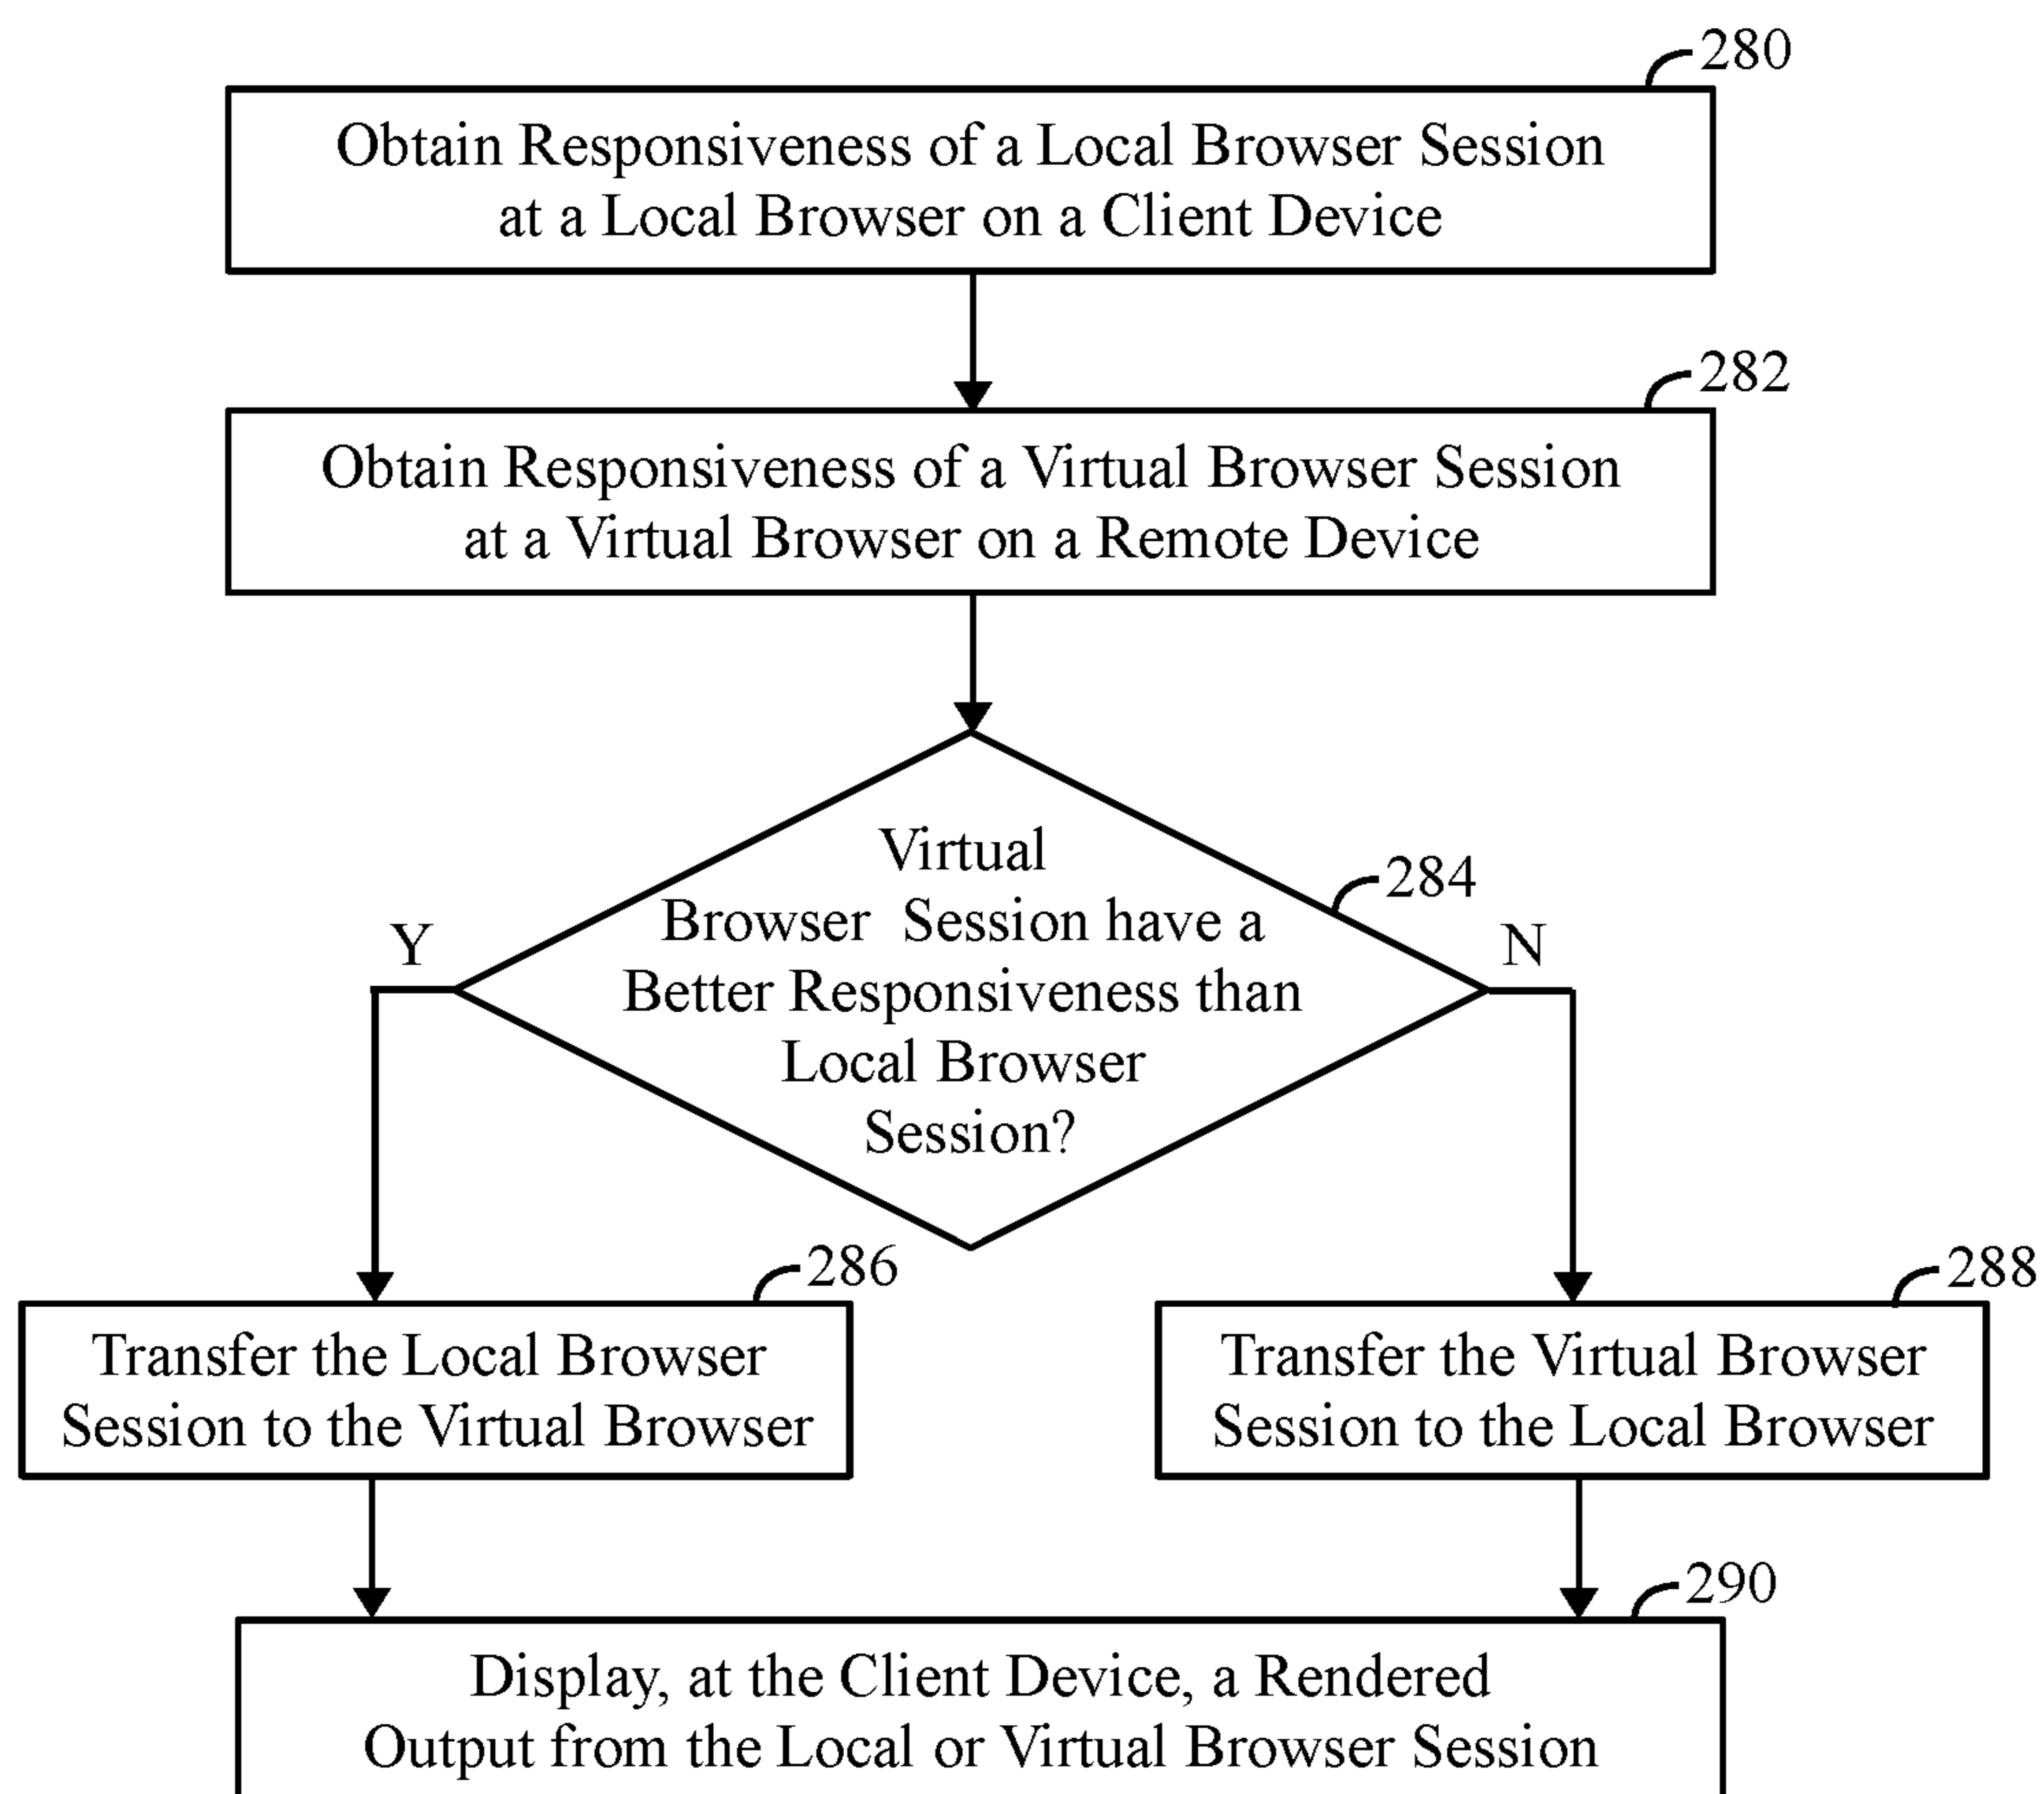 280
Obtain Responsiveness of a Local Browser Session
at a Local Browser on a Client Device
282
Obtain Responsiveness of a Virtual Browser Session
at a Virtual Browser on a Remote Device
284
Virtual
Browser Session have a
Better Responsiveness than
Local Browser
Session?
Y
N
286
Transfer the Local Browser
Session to the Virtual Browser
288
Transfer the Virtual Browser
Session to the Local Browser
290
Display, at the Client Device, a Rendered
Output from the Local or Virtual Browser Session